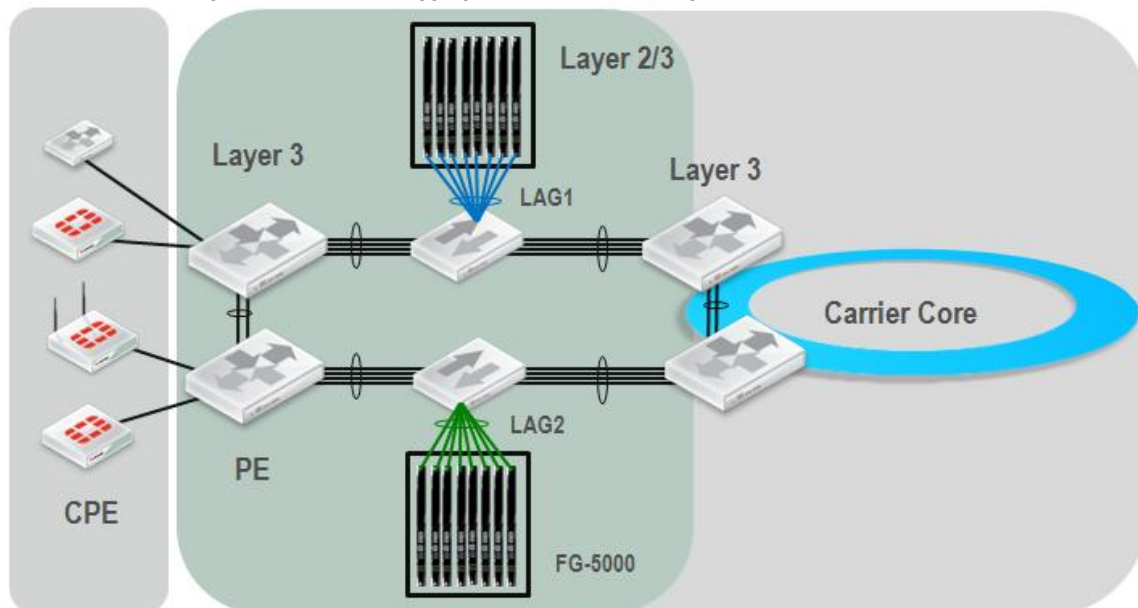 Layer 2/3
Layer 3
Layer 3
LAG1
Carrier Core
LAG2
PE
CPE
FG-5000